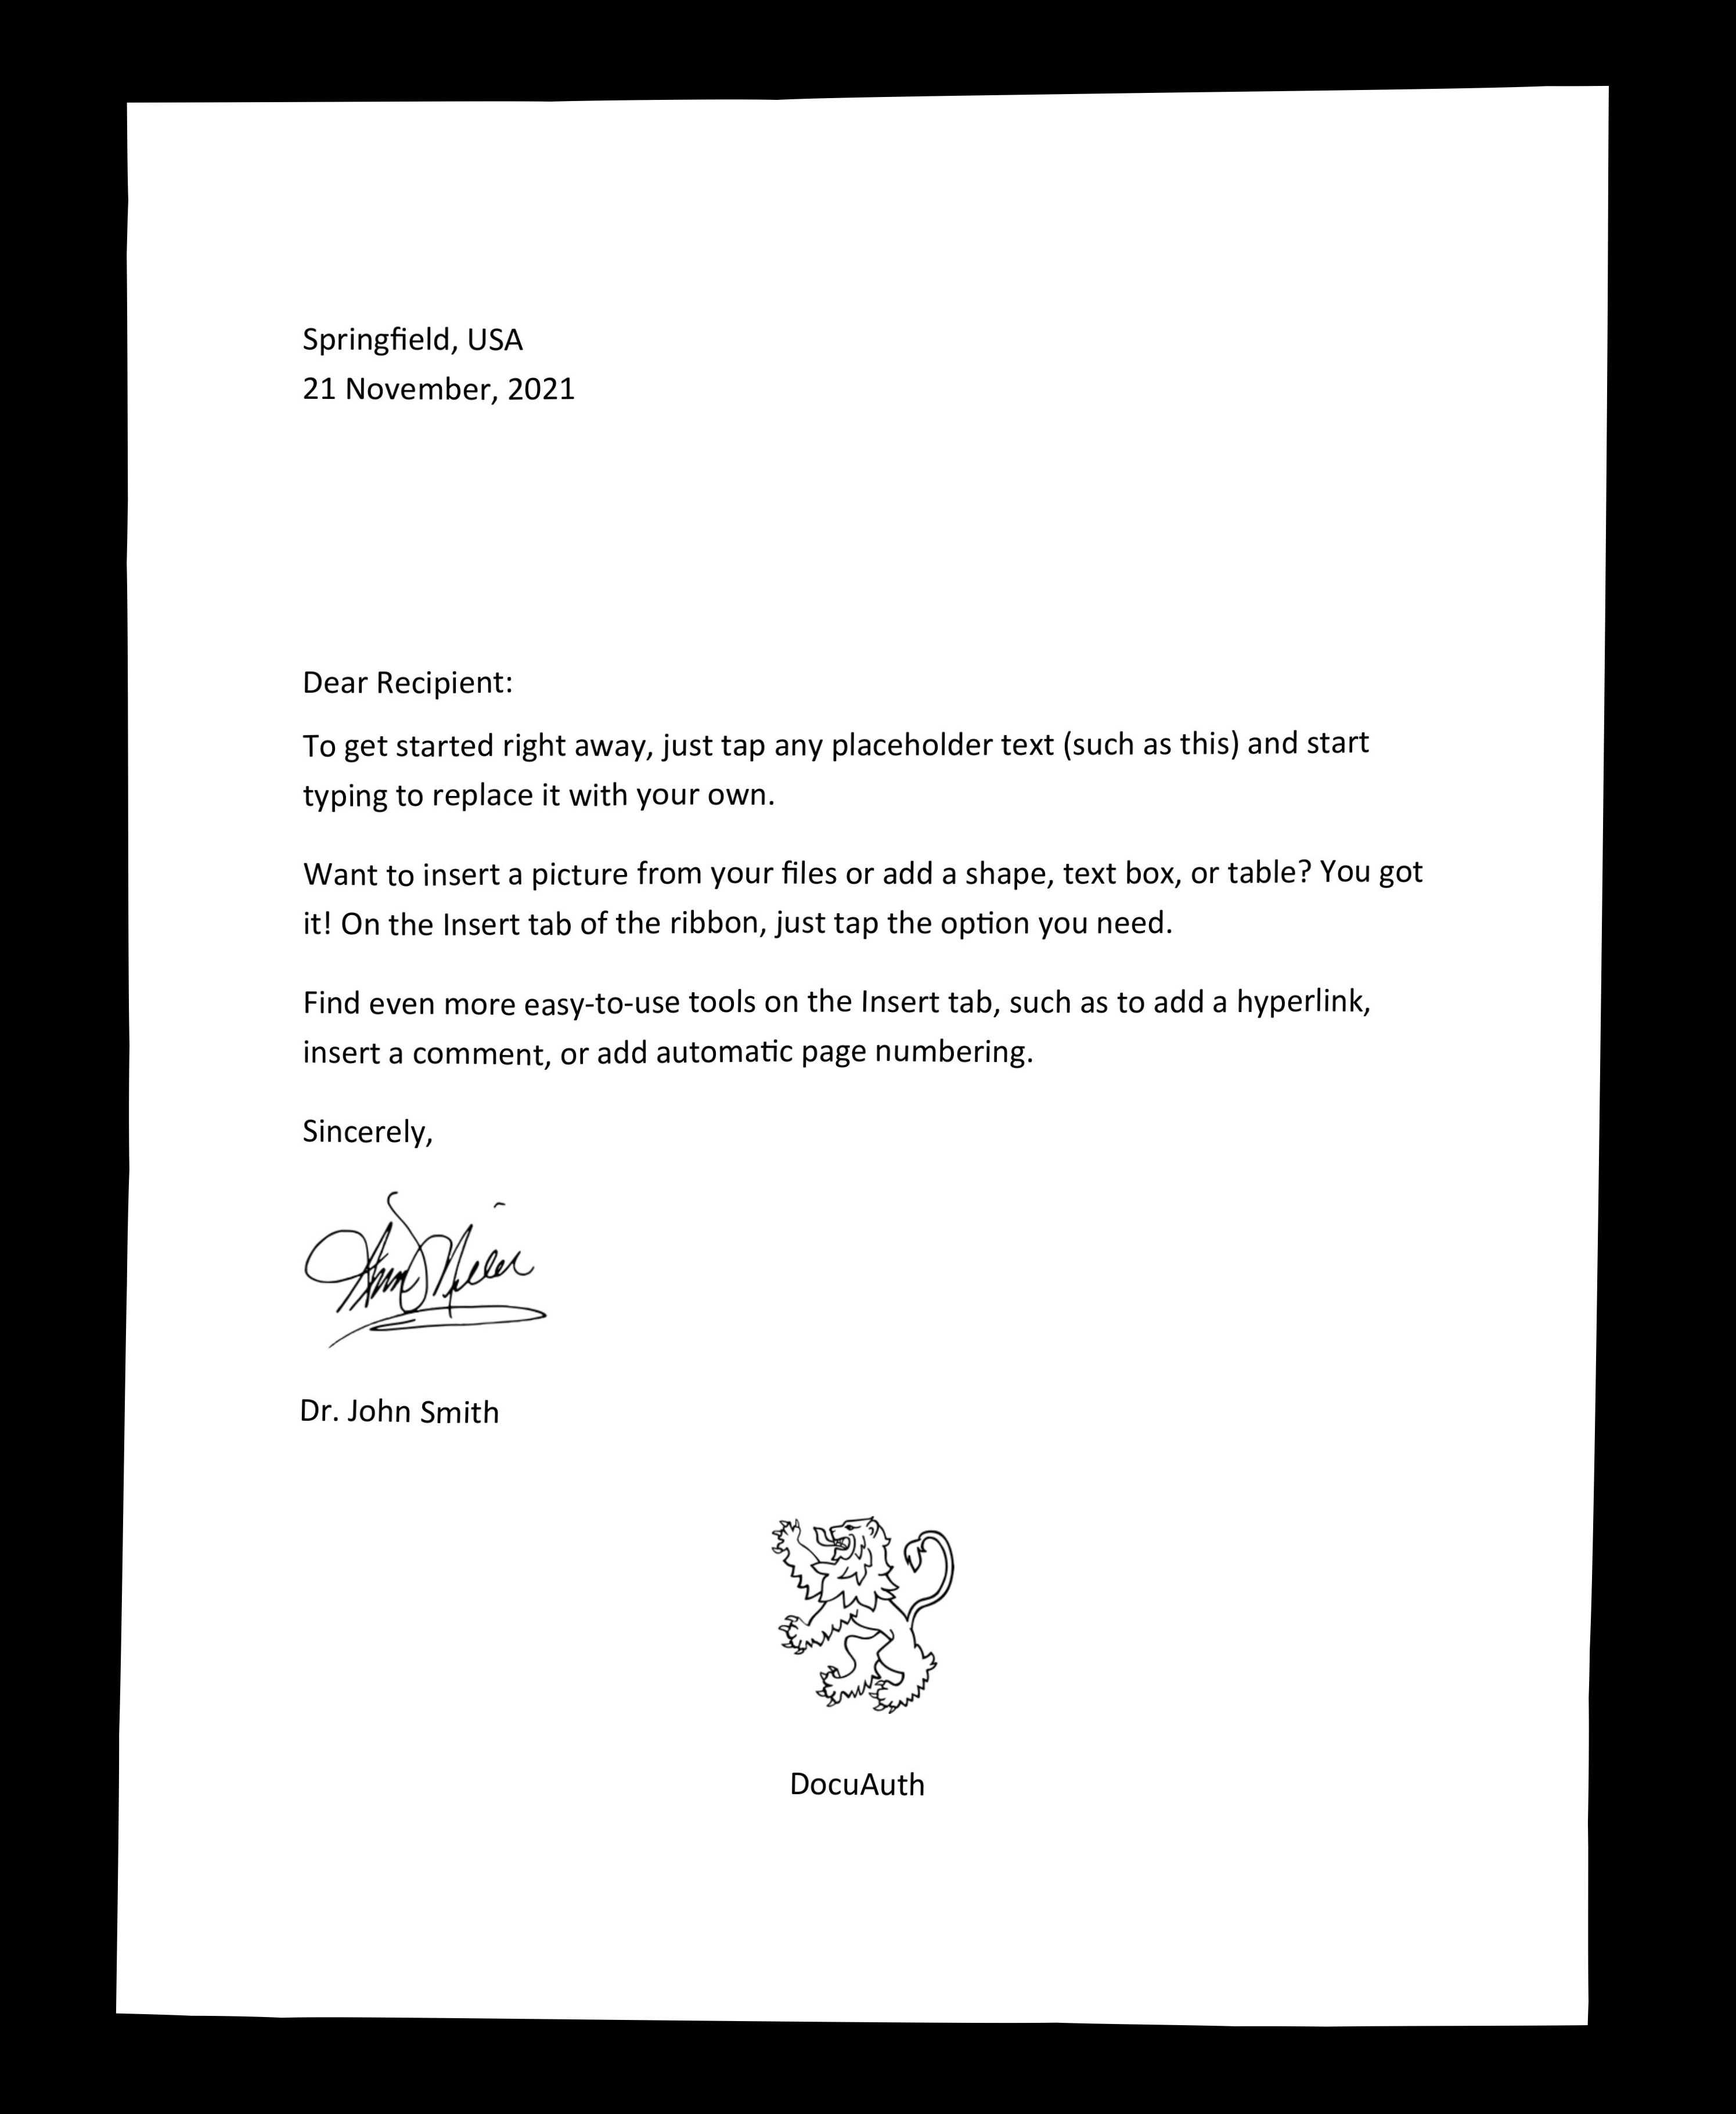 Springfield, USA
21 November, 2021
Dear Recipient:
To get started right away, just tap any placeholder text (such as this) and start
typing to replace it with your own.
Want to insert a picture from your files or add a shape, text box, or table? You got
it! On the Insert tab of the ribbon, just tap the option you need.
Find even more easy-to-use tools on the Insert tab, such as to add a hyperlink,
insert a comment, or add automatic page numbering.
Sincerely,
Dr. John Smith
DocuAuth